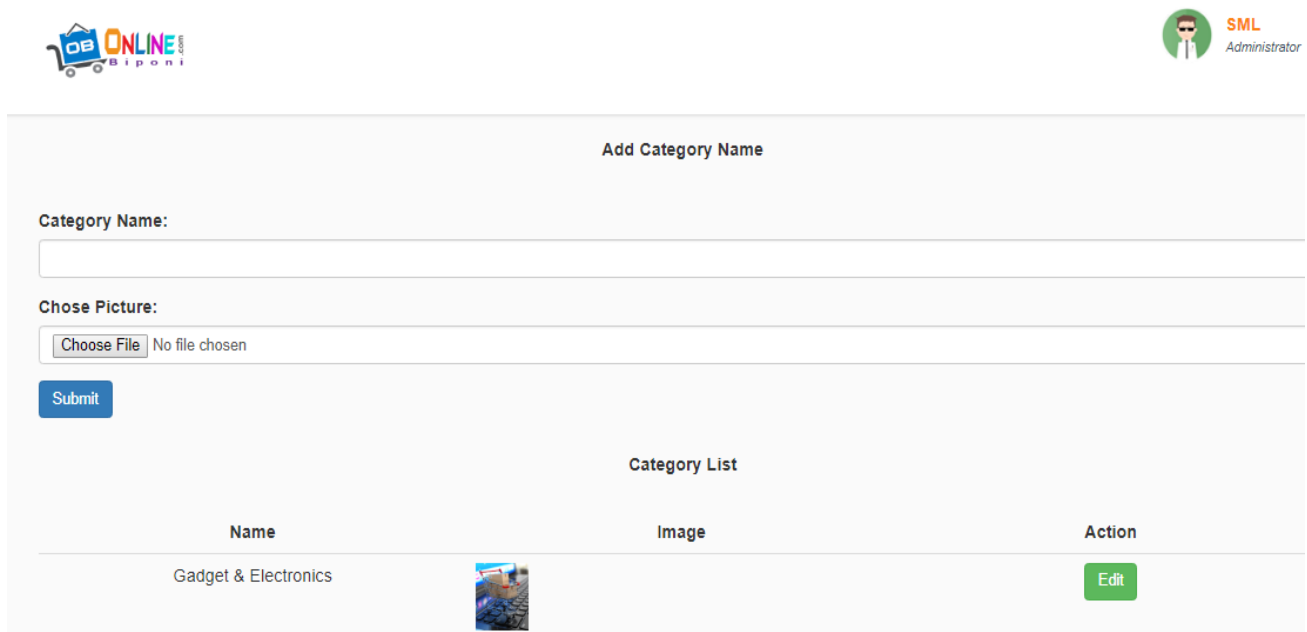 OB ONLINE.com
Biponi
SML
Administrator
Add Category Name
Category Name:
Chose Picture:
Choose File No file chosen
Submit
Category List
Name Image Action
Gadget & Electronics Edit